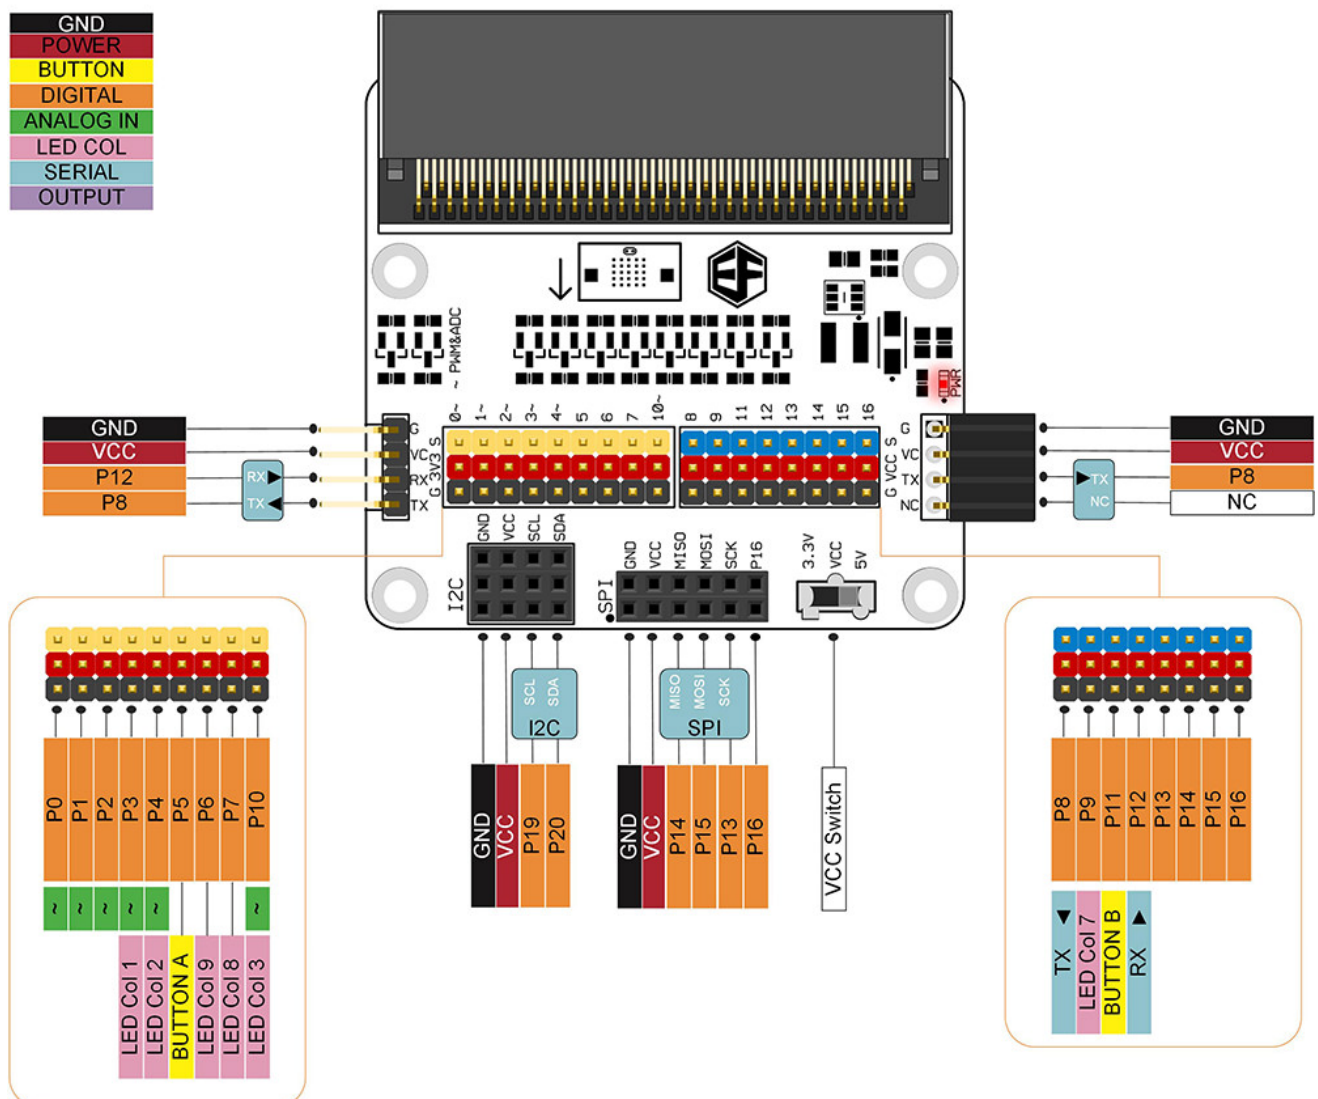 GND
POWER
BUTTON
DIGITAL
ANALOG IN
LED COL
SERIAL
OUTPUT
EF
~ PWM&ADC
PWR
0~ 1~ 2~ 3~ 4~ 5 6 7 10~
8 9 11 12 13 14 15 16
G 3V3 S
G VCC S
G
VC
RX
TX
G
VC
TX
NC
GND
VCC
P12
P8
RX
TX
GND
VCC
P8
NC
TX
NC
GND VCC SCL SDA
I2C
GND VCC MISO MOSI SCK P16
SPI
3.3V VCC 5V
SCL SDA
I2C
MISO MOSI SCK
SPI
GND VCC P19 P20
GND VCC P14 P15 P13 P16
VCC Switch
P0 P1 P2 P3 P4 P5 P6 P7 P10
~ ~ ~ ~ ~ ~
LED Col 1
LED Col 2
BUTTON A
LED Col 9
LED Col 8
LED Col 3
P8 P9 P11 P12 P13 P14 P15 P16
TX
LED Col 7
BUTTON B
RX